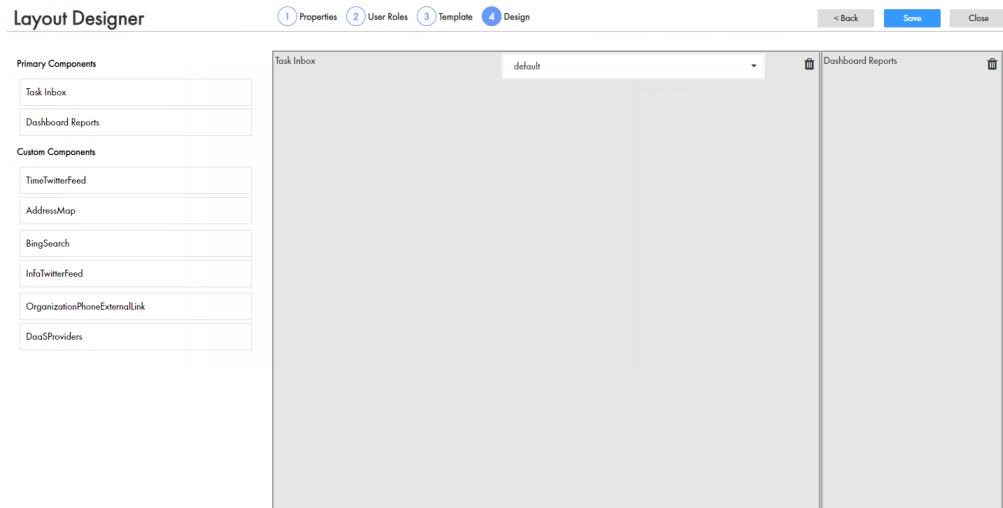 Layout Designer
1 Properties 2 User Roles 3 Template 4 Design
< Back Save Close
Primary Components
Task Inbox
Dashboard Reports
Custom Components
TimeTwitterFeed
AddressMap
BingSearch
InfaTwitterFeed
OrganizationPhoneExternalLink
DaaSProviders
Task Inbox
default
Dashboard Reports